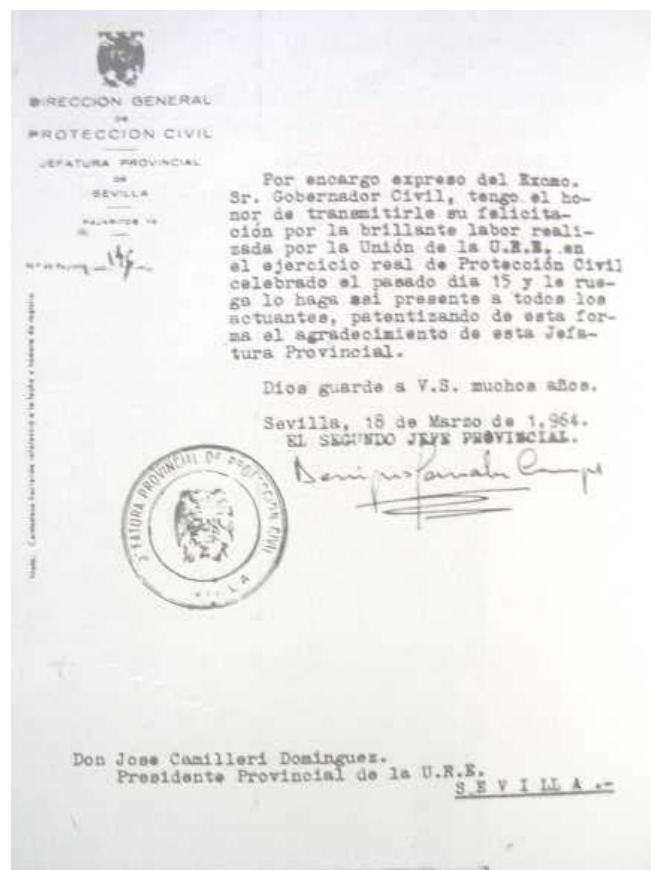 DIRECCION GENERAL
DE
PROTECCION CIVIL
JEFATURA PROVINCIAL
DE
SEVILLA
146
Por encargo expreso del Excmo.
Sr. Gobernador Civil, tengo el ho-
nor de transmitirle su felicita-
ción por la brillante labor reali-
zada por la Unión de la U.R.E. en
el ejercicio real de Protección Civil
celebrado el pasado dia 15 y le rue-
ga lo haga asi presente a todos los
actuantes, patentizando de esta for-
ma el agradecimiento de esta Jefa-
tura Provincial.
Dios guarde a V.S. muchos años.
Sevilla, 18 de Marzo de 1.964.
EL SEGUNDO JEFE PROVINCIAL.
JEFATURA PROVINCIAL DE PROTECCION CIVIL
Don Jose Camilleri Dominguez.
Presidente Provincial de la U.R.E.
S E V I LL A .-